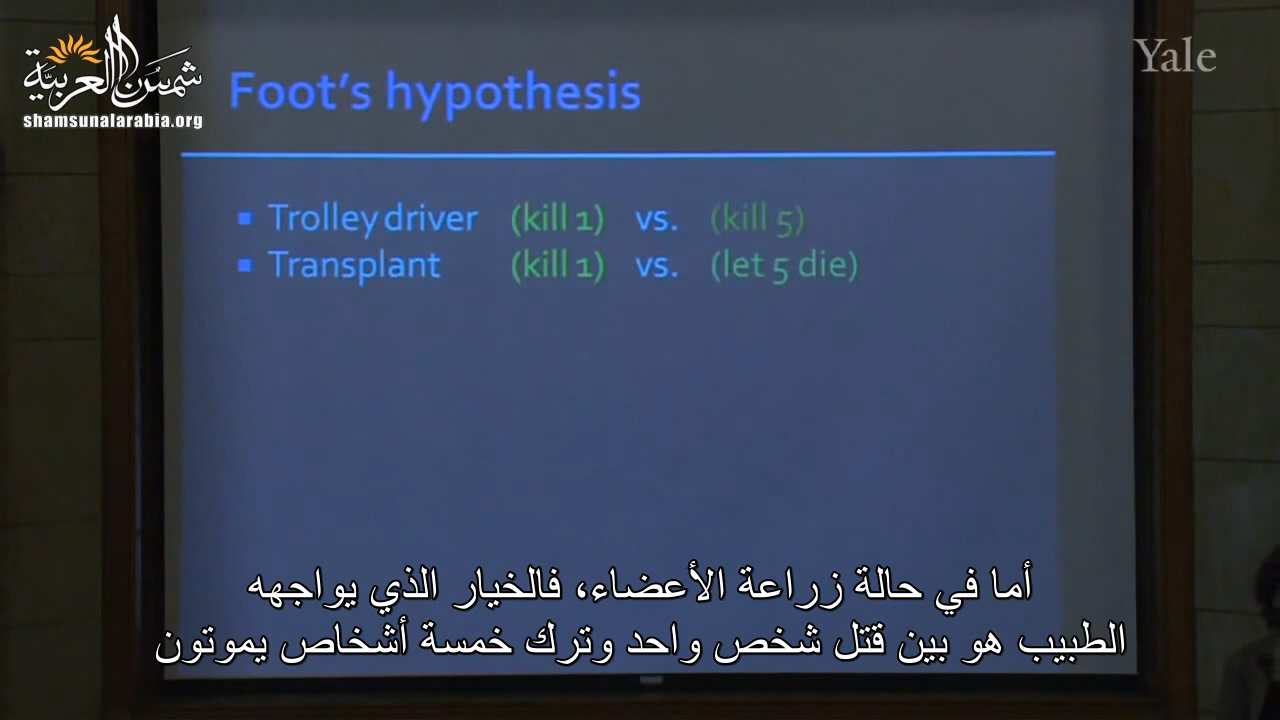 شمس العربية
shamsunalarabia.org
Yale
Foot's hypothesis
▪ Trolley driver (kill 1) vs. (kill 5)
▪ Transplant (kill 1) vs. (let 5 die)
أما في حالة زراعة الأعضاء، فالخيار الذي يواجهه
الطبيب هو بين قتل شخص واحد وترك خمسة أشخاص يموتون